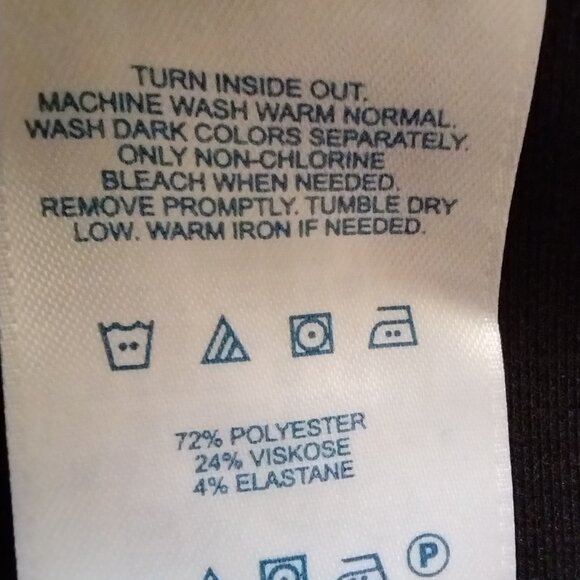 TURN INSIDE OUT.
MACHINE WASH WARM NORMAL.
WASH DARK COLORS SEPARATELY.
ONLY NON-CHLORINE
BLEACH WHEN NEEDED.
REMOVE PROMPTLY. TUMBLE DRY
LOW. WARM IRON IF NEEDED.
72% POLYESTER
24% VISKOSE
4% ELASTANE
P